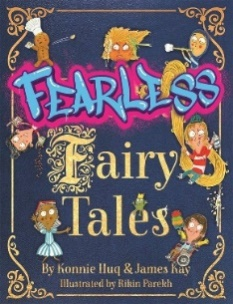 FEARLESS
Fairy
Tales
By Konnie Huq & James Kay
Illustrated by Rikin Parekh